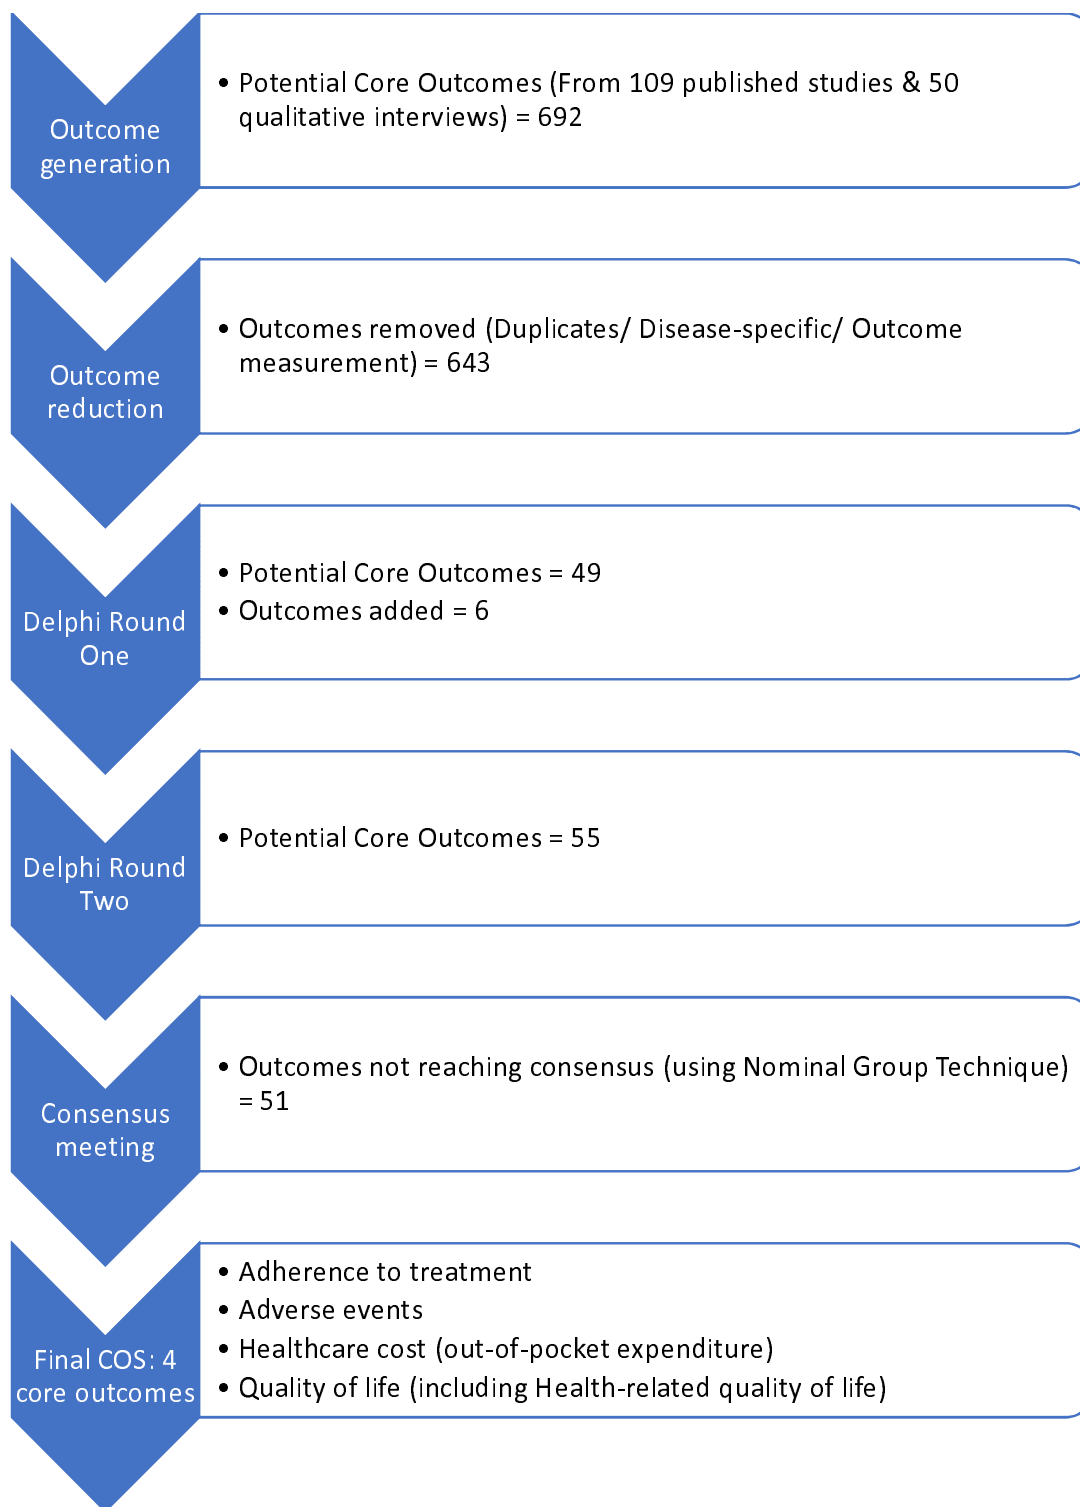 Outcome
generation
• Potential Core Outcomes (From 109 published studies & 50
qualitative interviews) = 692
Outcome
reduction
• Outcomes removed (Duplicates/ Disease-specific/ Outcome
measurement) = 643
Delphi Round
One
• Potential Core Outcomes = 49
• Outcomes added = 6
Delphi Round
Two
• Potential Core Outcomes = 55
Consensus
meeting
• Outcomes not reaching consensus (using Nominal Group Technique)
= 51
Final COS: 4
core outcomes
• Adherence to treatment
• Adverse events
• Healthcare cost (out-of-pocket expenditure)
• Quality of life (including Health-related quality of life)